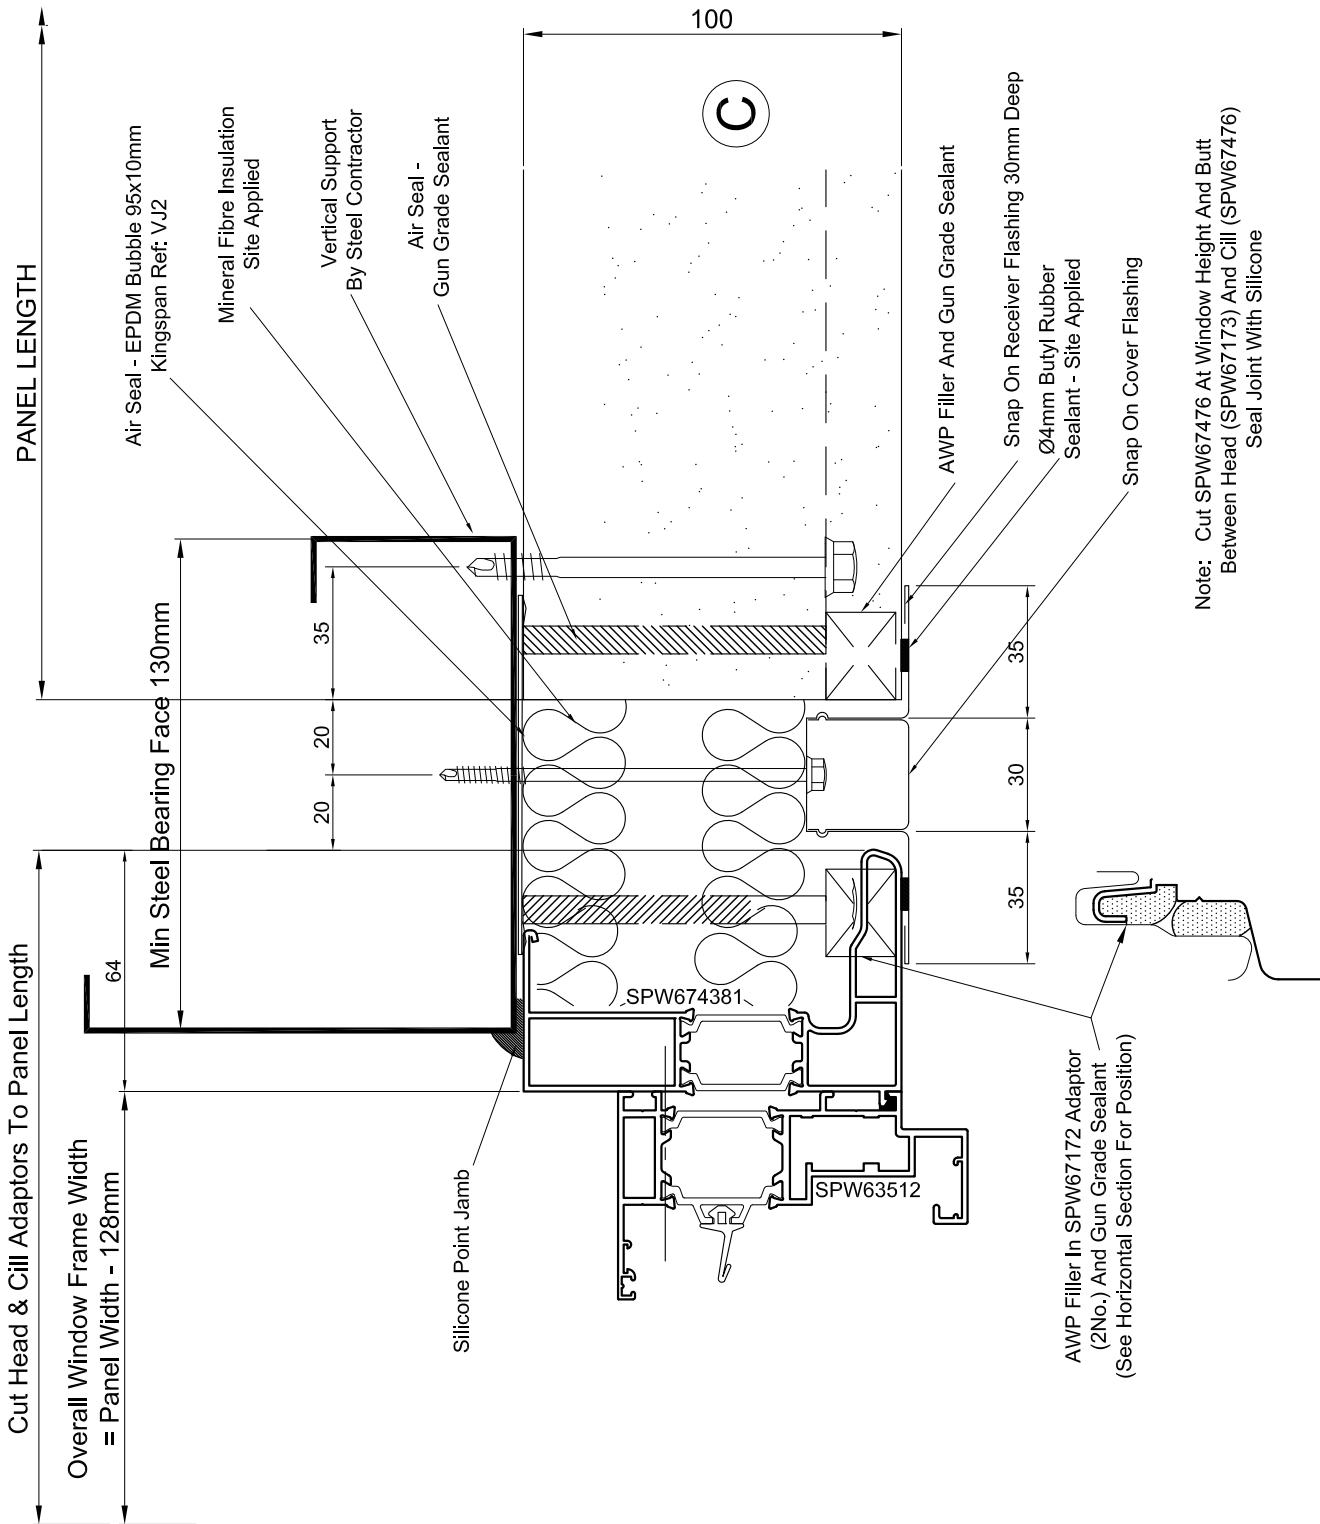 PANEL LENGTH
100
C
Air Seal - EPDM Bubble 95x10mm
Kingspan Ref: VJ2
Mineral Fibre Insulation
Site Applied
Vertical Support
By Steel Contractor
Air Seal -
Gun Grade Sealant
AWP Filler And Gun Grade Sealant
Snap On Receiver Flashing 30mm Deep
Ø4mm Butyl Rubber
Sealant - Site Applied
Snap On Cover Flashing
Note: Cut SPW67476 At Window Height And Butt
Between Head (SPW67173) And Cill (SPW67476)
Seal Joint With Silicone
Min Steel Bearing Face 130mm
35
20
20
35
30
35
64
Cut Head & Cill Adaptors To Panel Length
Overall Window Frame Width
= Panel Width - 128mm
Silicone Point Jamb
SPW674381
SPW63512
AWP Filler In SPW67172 Adaptor
(2No.) And Gun Grade Sealant
(See Horizontal Section For Position)